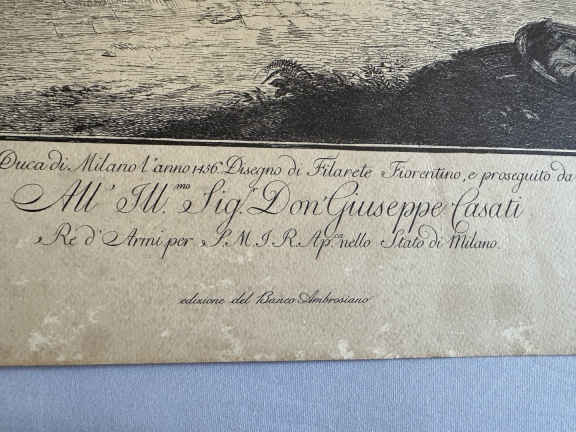 Duca di Milano l'anno 1456 Disegno di Filarete Fiorentino, e proseguito da
All' Ill.mo Sig.r Don Giuseppe Casati
Re d'Armi per S. M. I. R. Ap.ca nello Stato di Milano.
edizione del Banco Ambrosiano